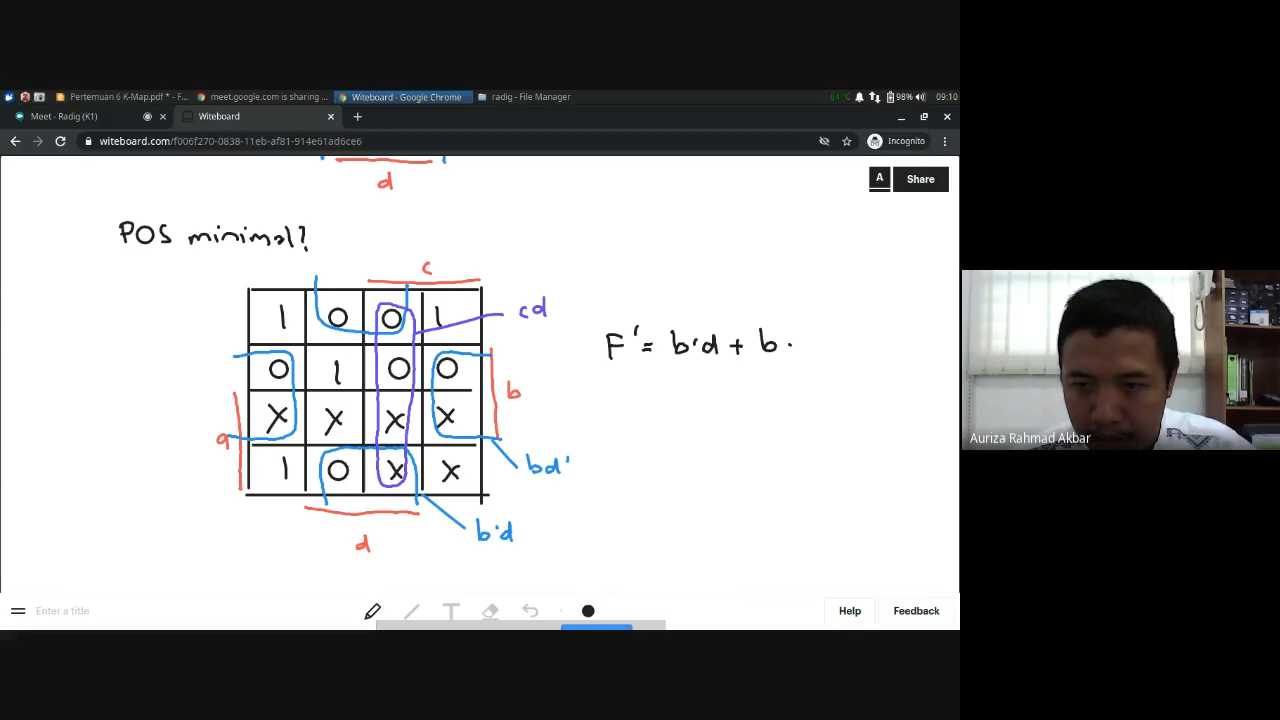 Pertemuan 6 K-Map.pdf * - F... meet.google.com is sharing ... Witeboard - Google Chrome radig - File Manager 64 °C 98% 09:10
Meet - Radig (K1) Witeboard
witeboard.com/f006f270-0838-11eb-af81-914e61ad6ce6 Incognito
A Share
d
POS minimal?
c
1 0 0 1
cd
F' = b'd + b.
0 1 0 0
b
X X X X
a
bd'
1 0 X X
b'd
d
Auriza Rahmad Akbar
Enter a title T Help Feedback